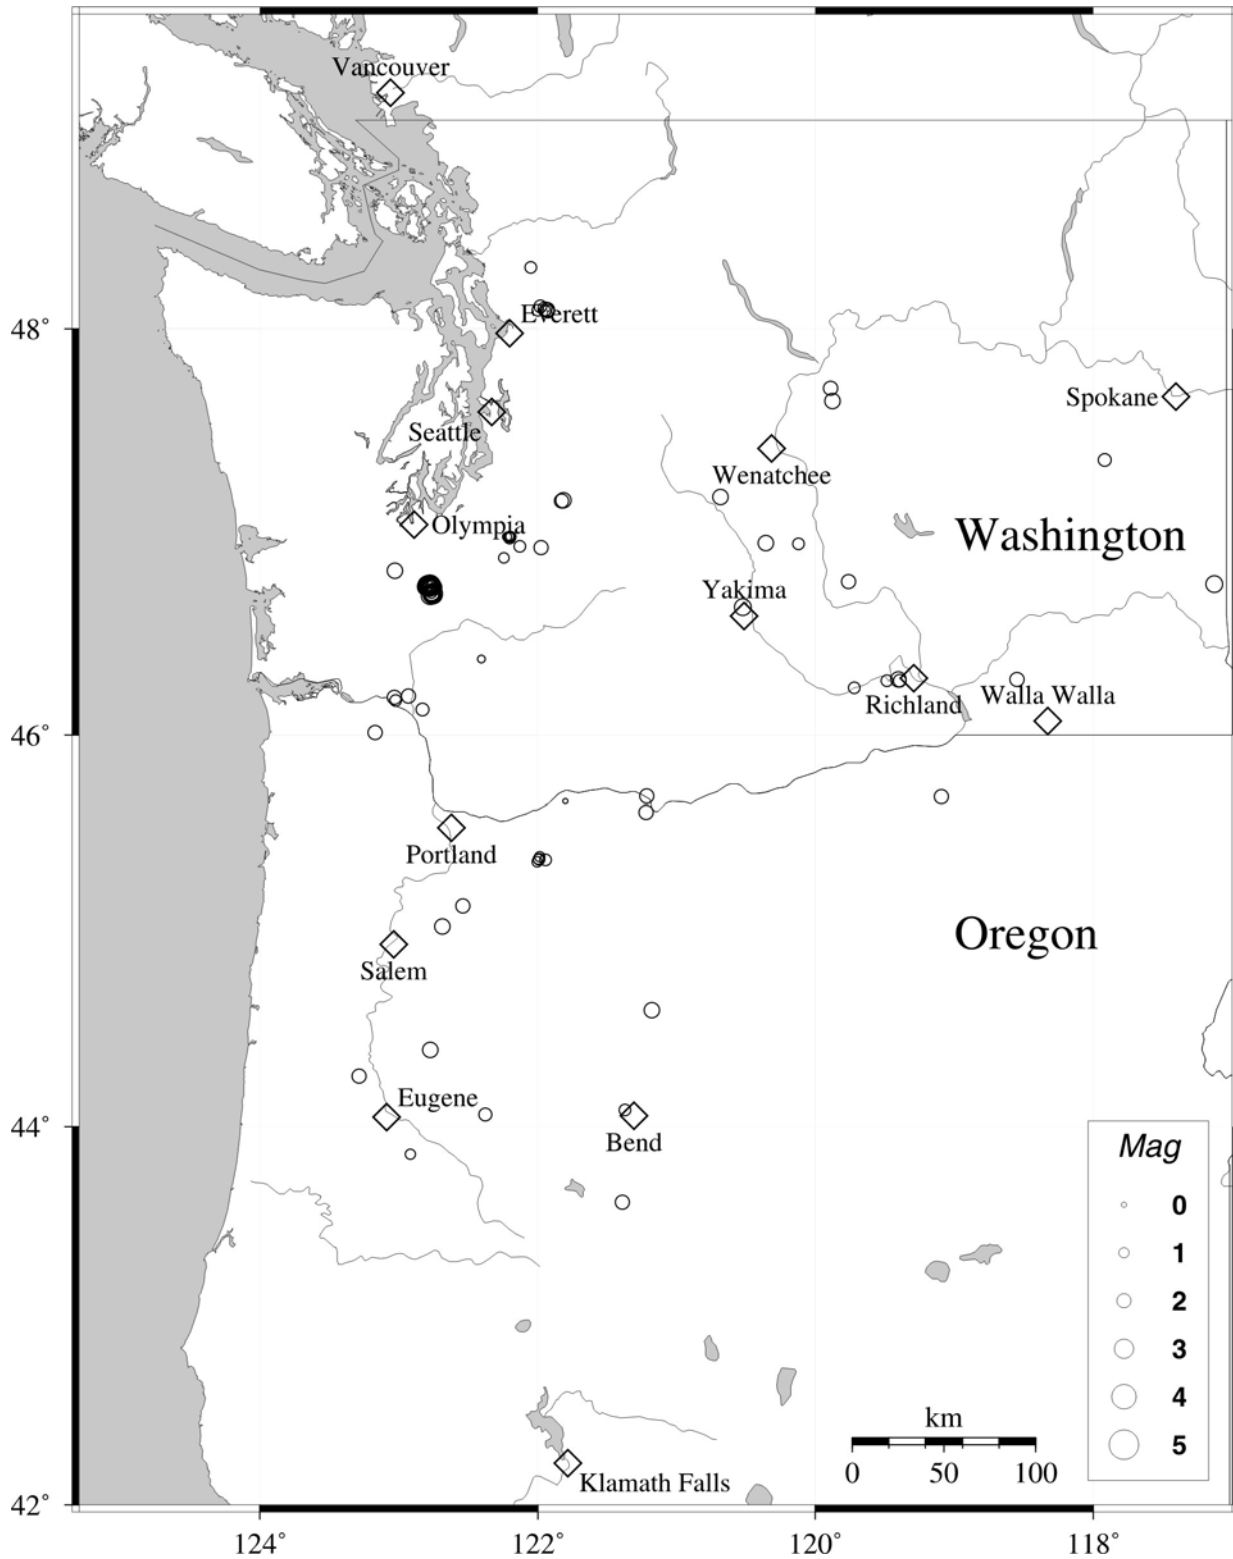 Vancouver
Everett
48°
Spokane
Seattle
Wenatchee
Olympia
Washington
Yakima
Richland
Walla Walla
46°
Portland
Oregon
Salem
Eugene
44°
Bend
Mag
0
1
2
3
4
5
km
0 50 100
Klamath Falls
42°
124° 122° 120° 118°